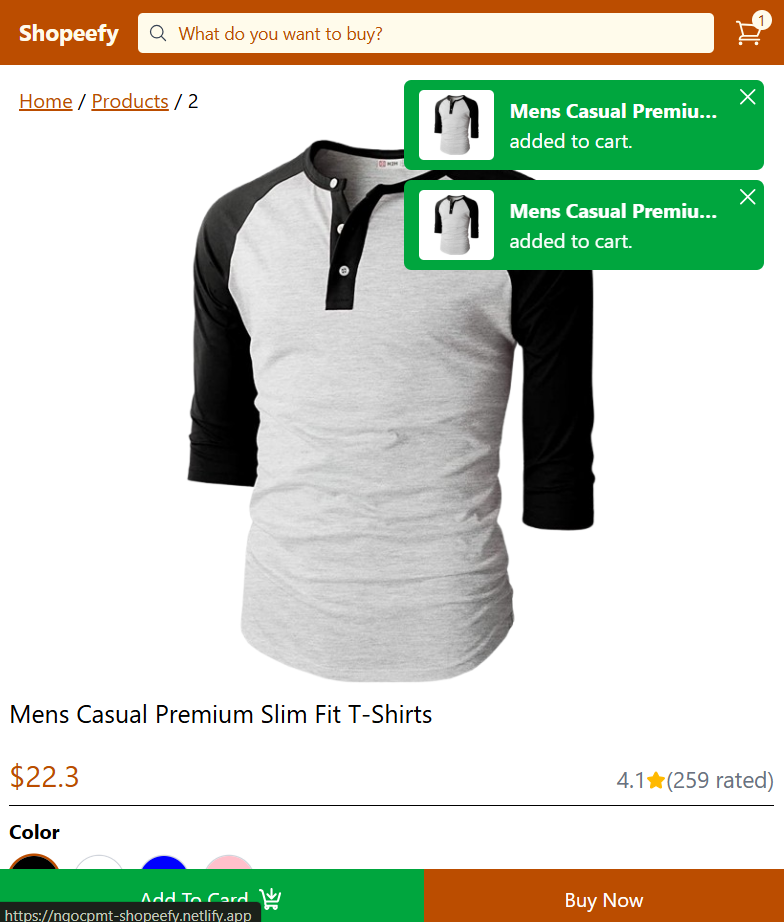 Shopeefy
What do you want to buy?
1
Home / Products / 2
Mens Casual Premiu...
added to cart.
Mens Casual Premiu...
added to cart.
Mens Casual Premium Slim Fit T-Shirts
$22.3
4.1 (259 rated)
Color
Add To Card
Buy Now
https://ngocpmt-shopeefy.netlify.app